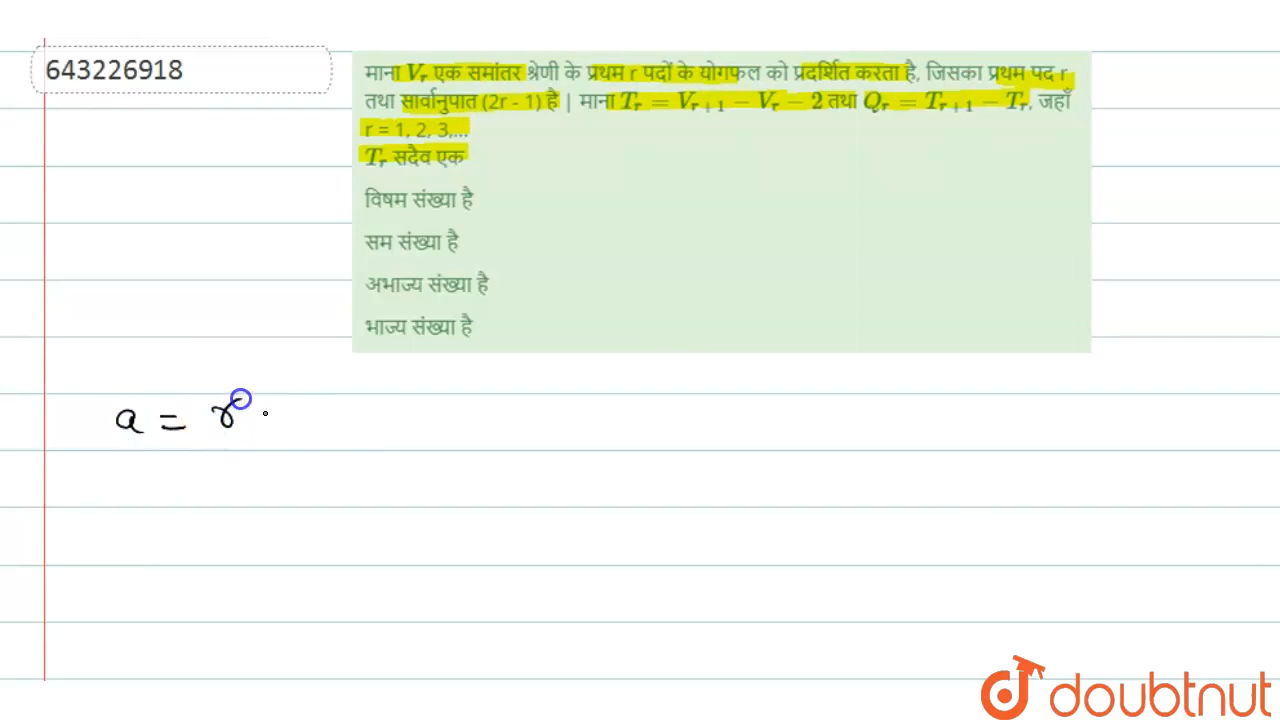 643226918
माना V_r एक समांतर श्रेणी के प्रथम r पदों के योगफल को प्रदर्शित करता है, जिसका प्रथम पद r
तथा सार्वानुपात (2r - 1) है | माना T_r = V_{r+1} - V_r - 2 तथा Q_r = T_{r+1} - T_r, जहाँ
r = 1, 2, 3,...
T_r सदैव एक
विषम संख्या है
सम संख्या है
अभाज्य संख्या है
भाज्य संख्या है
a = r
doubtnut